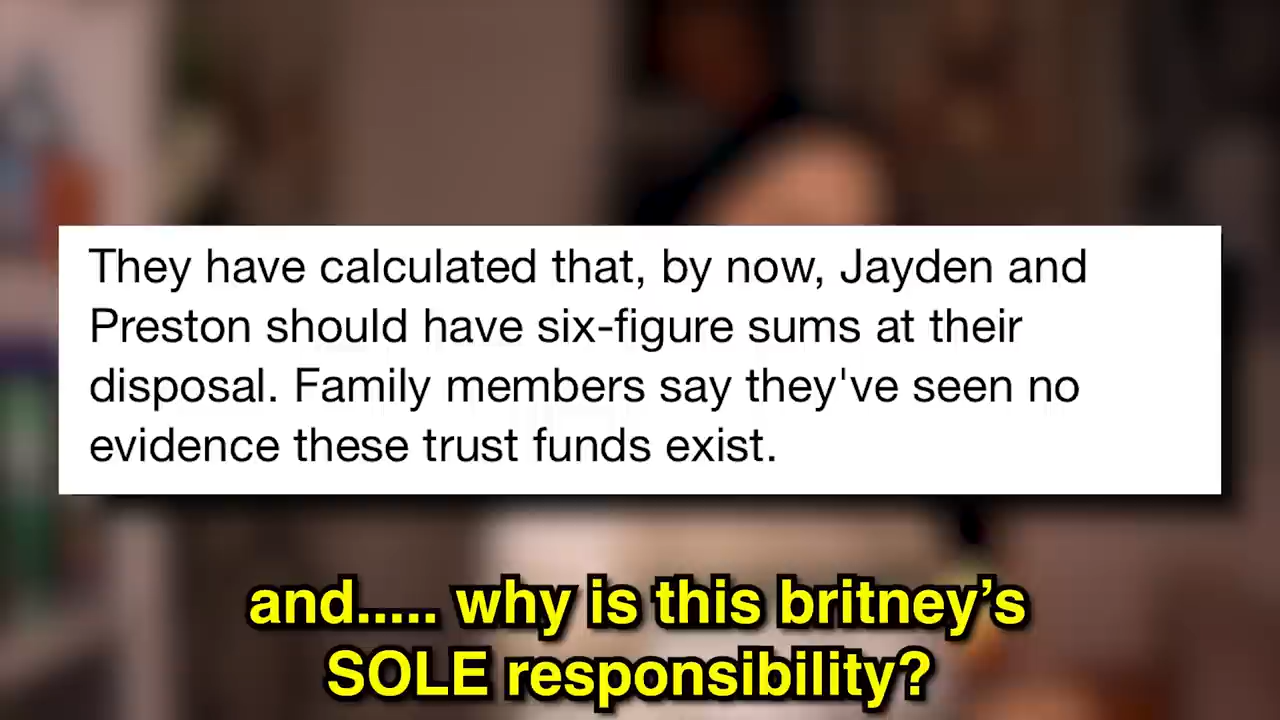 They have calculated that, by now, Jayden and
Preston should have six-figure sums at their
disposal. Family members say they've seen no
evidence these trust funds exist.
and..... why is this britney’s
SOLE responsibility?